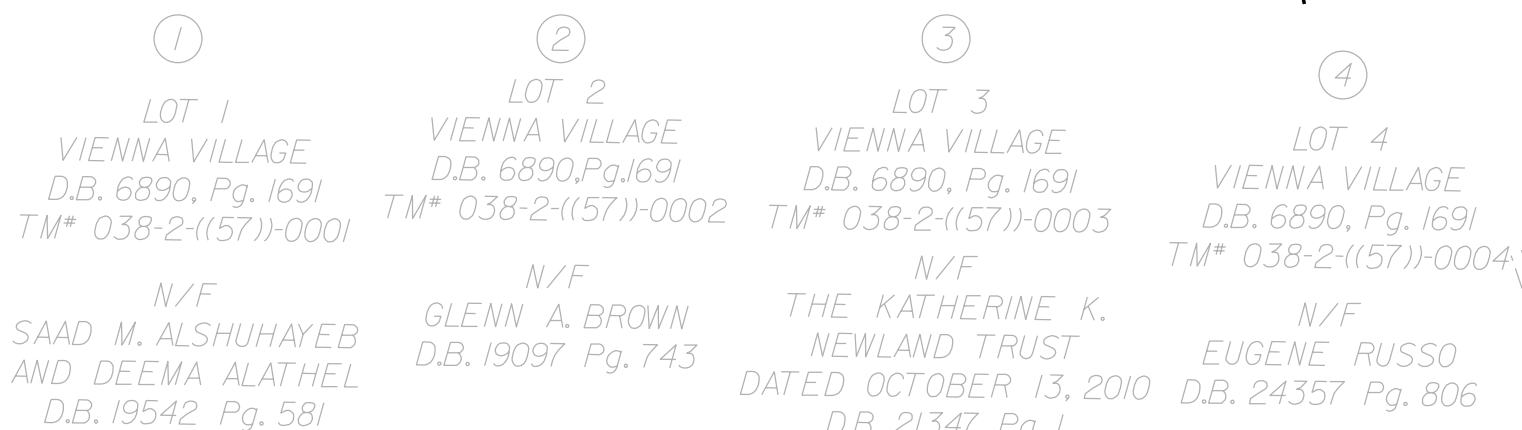 1
LOT 1
VIENNA VILLAGE
D.B. 6890, Pg. 1691
TM# 038-2-((57))-0001
N/F
SAAD M. ALSHUHAYEB
AND DEEMA ALATHEL
D.B. 19542 Pg. 581
2
LOT 2
VIENNA VILLAGE
D.B. 6890,Pg.1691
TM# 038-2-((57))-0002
N/F
GLENN A. BROWN
D.B. 19097 Pg. 743
3
LOT 3
VIENNA VILLAGE
D.B. 6890, Pg. 1691
TM# 038-2-((57))-0003
N/F
THE KATHERINE K.
NEWLAND TRUST
DATED OCTOBER 13, 2010
D.B. 21347 Pg. 1
4
LOT 4
VIENNA VILLAGE
D.B. 6890, Pg. 1691
TM# 038-2-((57))-0004
N/F
EUGENE RUSSO
D.B. 24357 Pg. 806